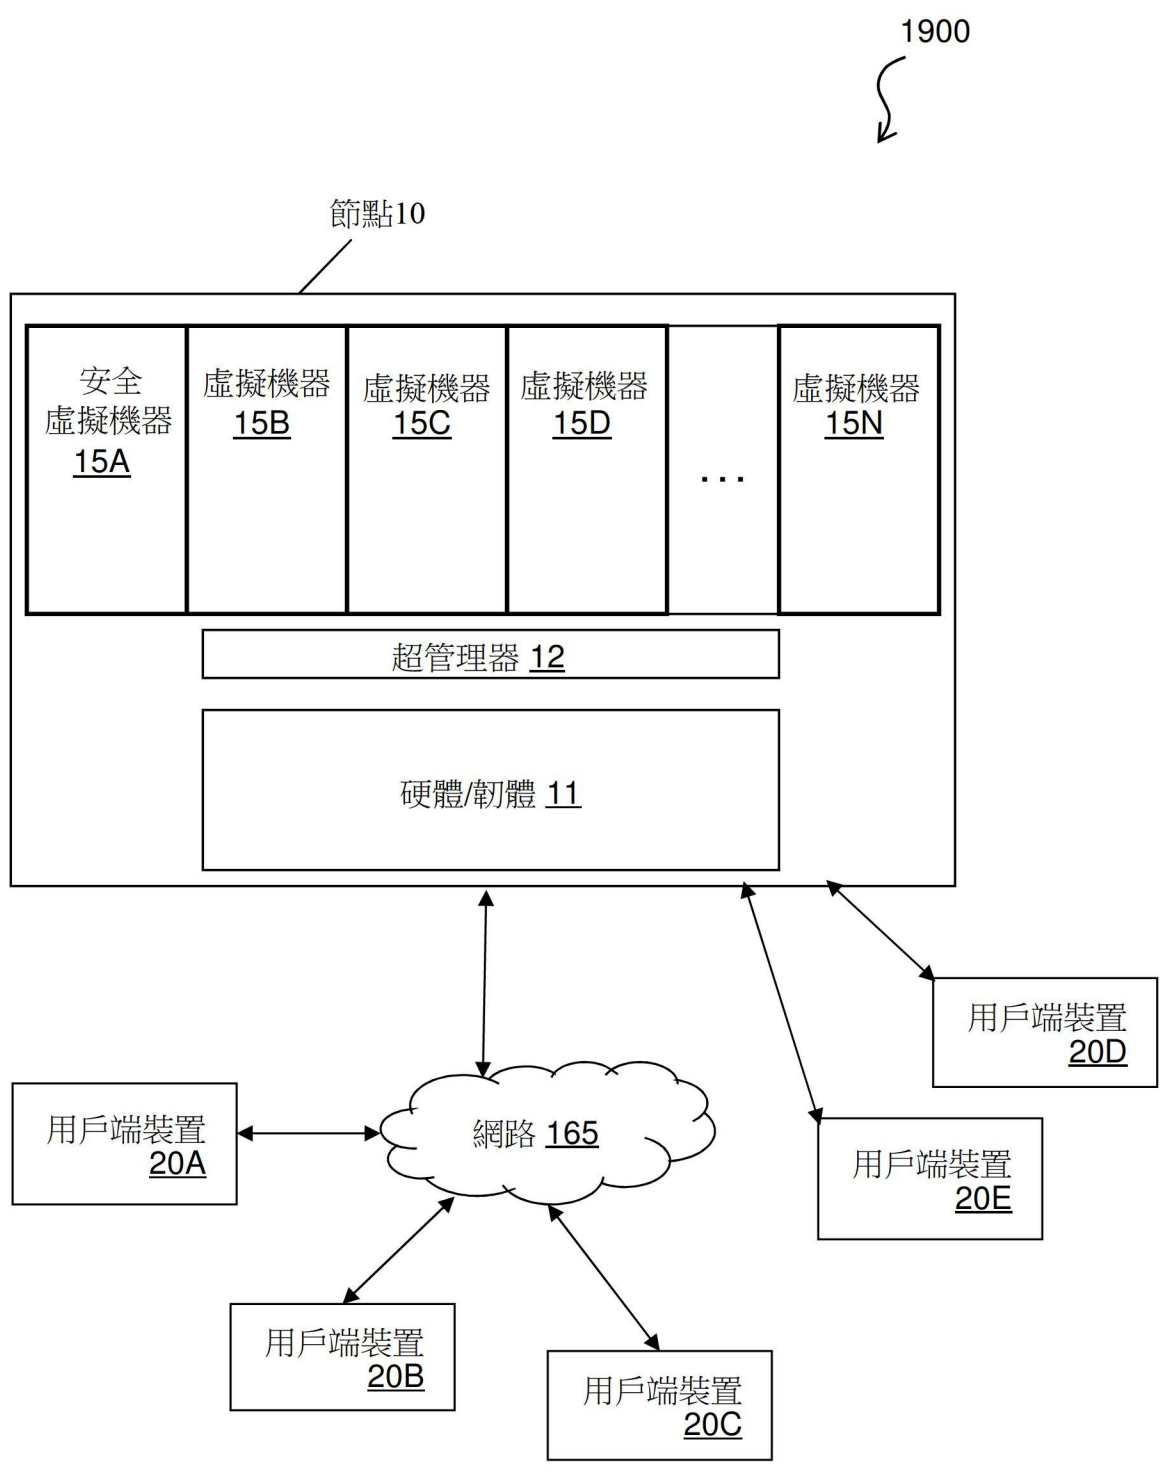 1900
節點10
安全
虛擬機器
15A
虛擬機器
15B
虛擬機器
15C
虛擬機器
15D
...
虛擬機器
15N
超管理器 12
硬體/韌體 11
用戶端裝置
20D
網路 165
用戶端裝置
20A
用戶端裝置
20E
用戶端裝置
20B
用戶端裝置
20C